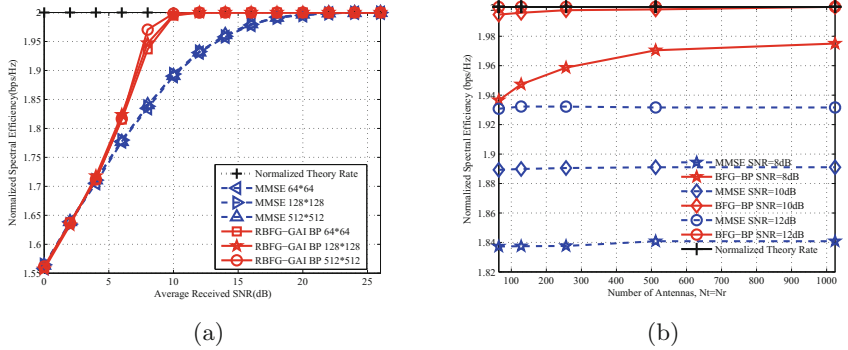 2
1.95
1.9
1.85
1.8
1.75
1.7
1.65
1.6
1.55
Normalized Spectral Efficiency(bps/Hz)
Normalized Theory Rate
MMSE 64*64
MMSE 128*128
MMSE 512*512
RBFG−GAI BP 64*64
RBFG−GAI BP 128*128
RBFG−GAI BP 512*512
0 5 10 15 20 25
Average Received SNR(dB)
(a)
2
1.98
1.96
1.94
1.92
1.9
1.88
1.86
1.84
1.82
Normalized Spectral Efficiency (bps/Hz)
MMSE SNR=8dB
BFG−BP SNR=8dB
MMSE SNR=10dB
BFG−BP SNR=10dB
MMSE SNR=12dB
BFG−BP SNR=12dB
Normalized Theory Rate
100 200 300 400 500 600 700 800 900 1000
Number of Antennas, Nt=Nr
(b)